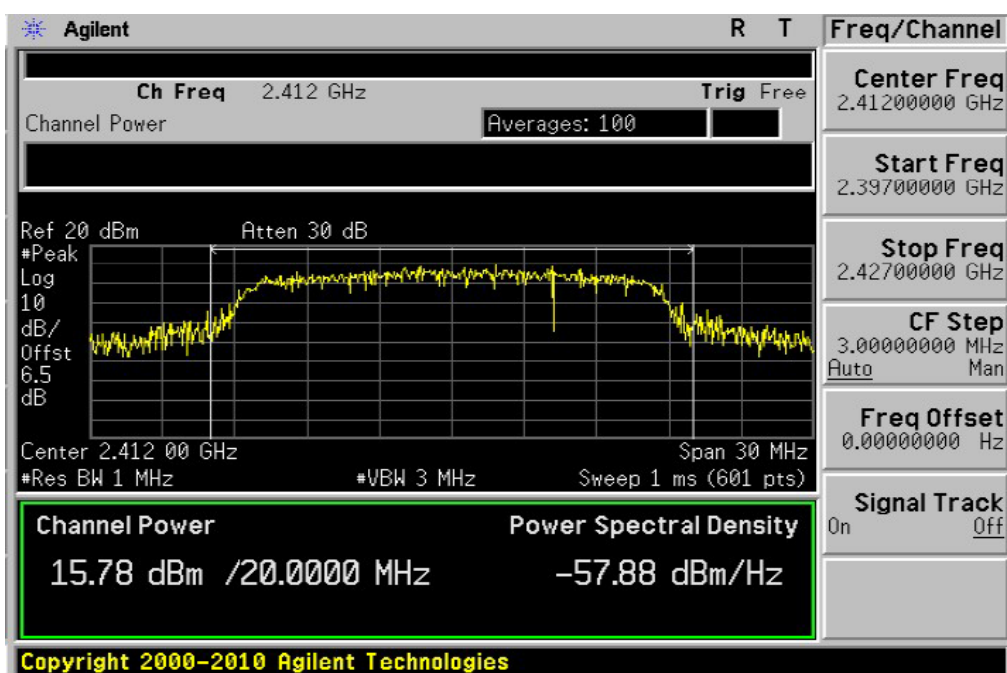 Agilent R T Freq/Channel
Ch Freq 2.412 GHz Trig Free
Channel Power Averages: 100
Ref 20 dBm Atten 30 dB
#Peak
Log
10
dB/
Offst
6.5
dB
Center 2.412 00 GHz Span 30 MHz
#Res BW 1 MHz #VBW 3 MHz Sweep 1 ms (601 pts)
Channel Power Power Spectral Density
15.78 dBm /20.0000 MHz -57.88 dBm/Hz
Copyright 2000-2010 Agilent Technologies
Center Freq
2.41200000 GHz
Start Freq
2.39700000 GHz
Stop Freq
2.42700000 GHz
CF Step
3.00000000 MHz
Auto Man
Freq Offset
0.00000000 Hz
Signal Track
On Off